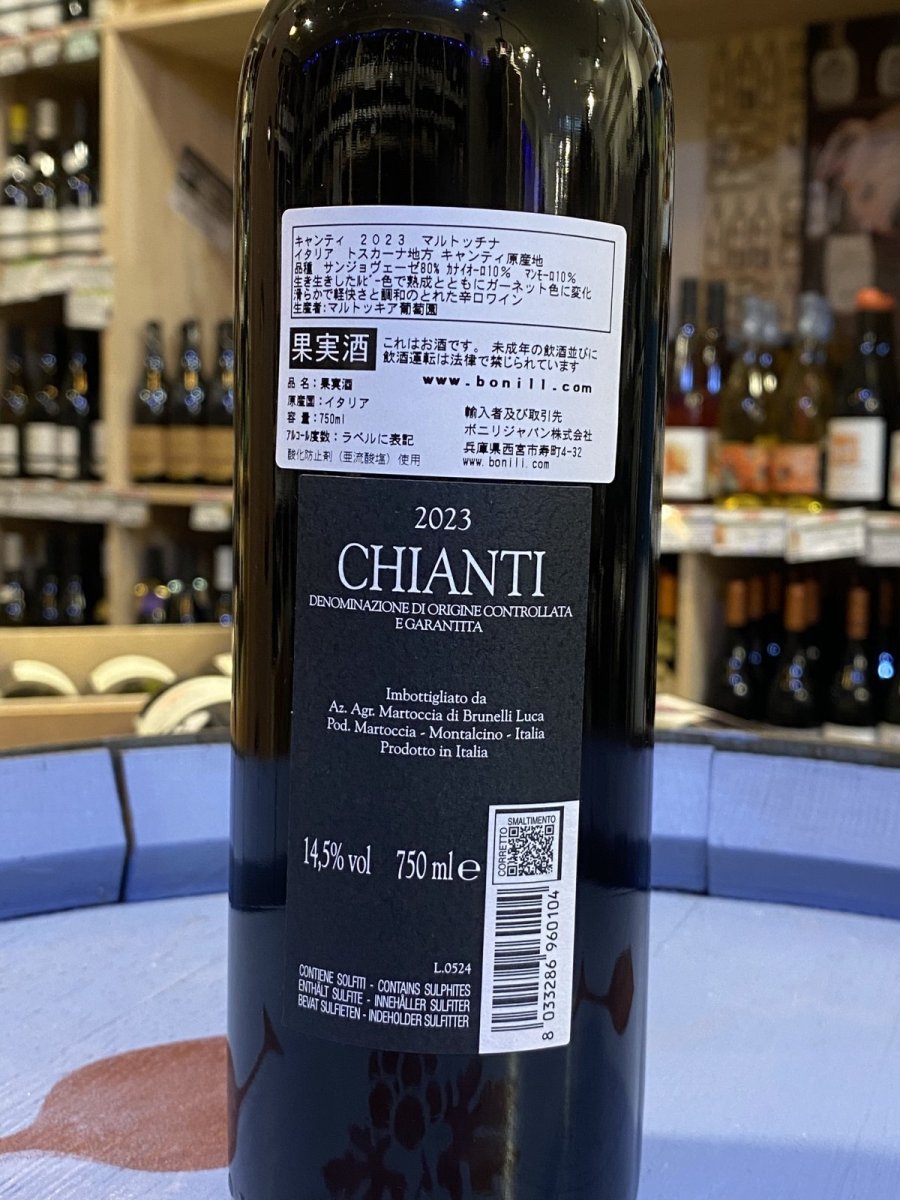 キャンティ 2023 マルトッチナ
イタリア トスカーナ地方 キャンティ原産地
品種 サンジョヴェーゼ80% カナイオーロ10% マンモーロ10%
生き生きしたルビー色で熟成とともにガーネット色に変化
滑らかで軽快さと調和のとれた辛口ワイン
生産者:マルトッキア葡萄園
果実酒
これはお酒です。 未成年の飲酒並びに
飲酒運転は法律で禁じられています
www.bonill.com
品名:果実酒
原産国:イタリア
容量:750ml
アルコール度数:ラベルに表記
酸化防止剤(亜流酸塩)使用
輸入者及び取引先
ボニリジャパン株式会社
兵庫県西宮市寿町4-32
www.bonili.com
2023
CHIANTI
DENOMINAZIONE DI ORIGINE CONTROLLATA
E GARANTITA
Imbottigliato da
Az. Agr. Martoccia di Brunelli Luca
Pod. Martoccia - Montalcino - Italia
Prodotto in Italia
14,5% vol 750 ml e
CORRETTO
SMALTIMENTO
8 033286 960104
L.0524
CONTIENE SOLFITI - CONTAINS SULPHITES
ENTHÄLT SULFITE - INNEHÅLLER SULFITER
BEVAT SULFIETEN - INDEHOLDER SULFITTER